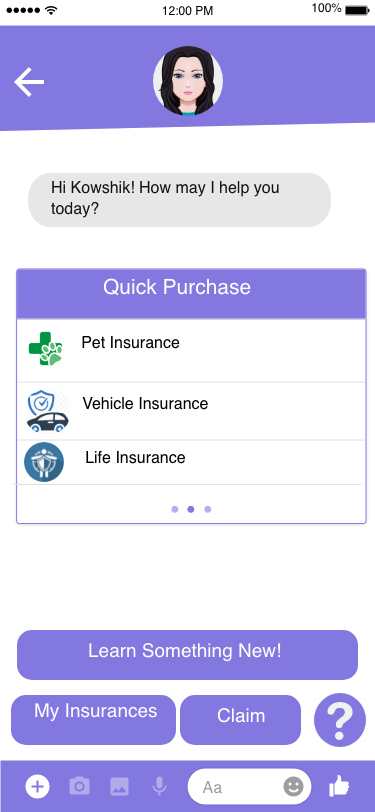 12:00 PM
100%
Hi Kowshik! How may I help you
today?
Quick Purchase
Pet Insurance
Vehicle Insurance
Life Insurance
Learn Something New!
My Insurances
Claim
?
Aa